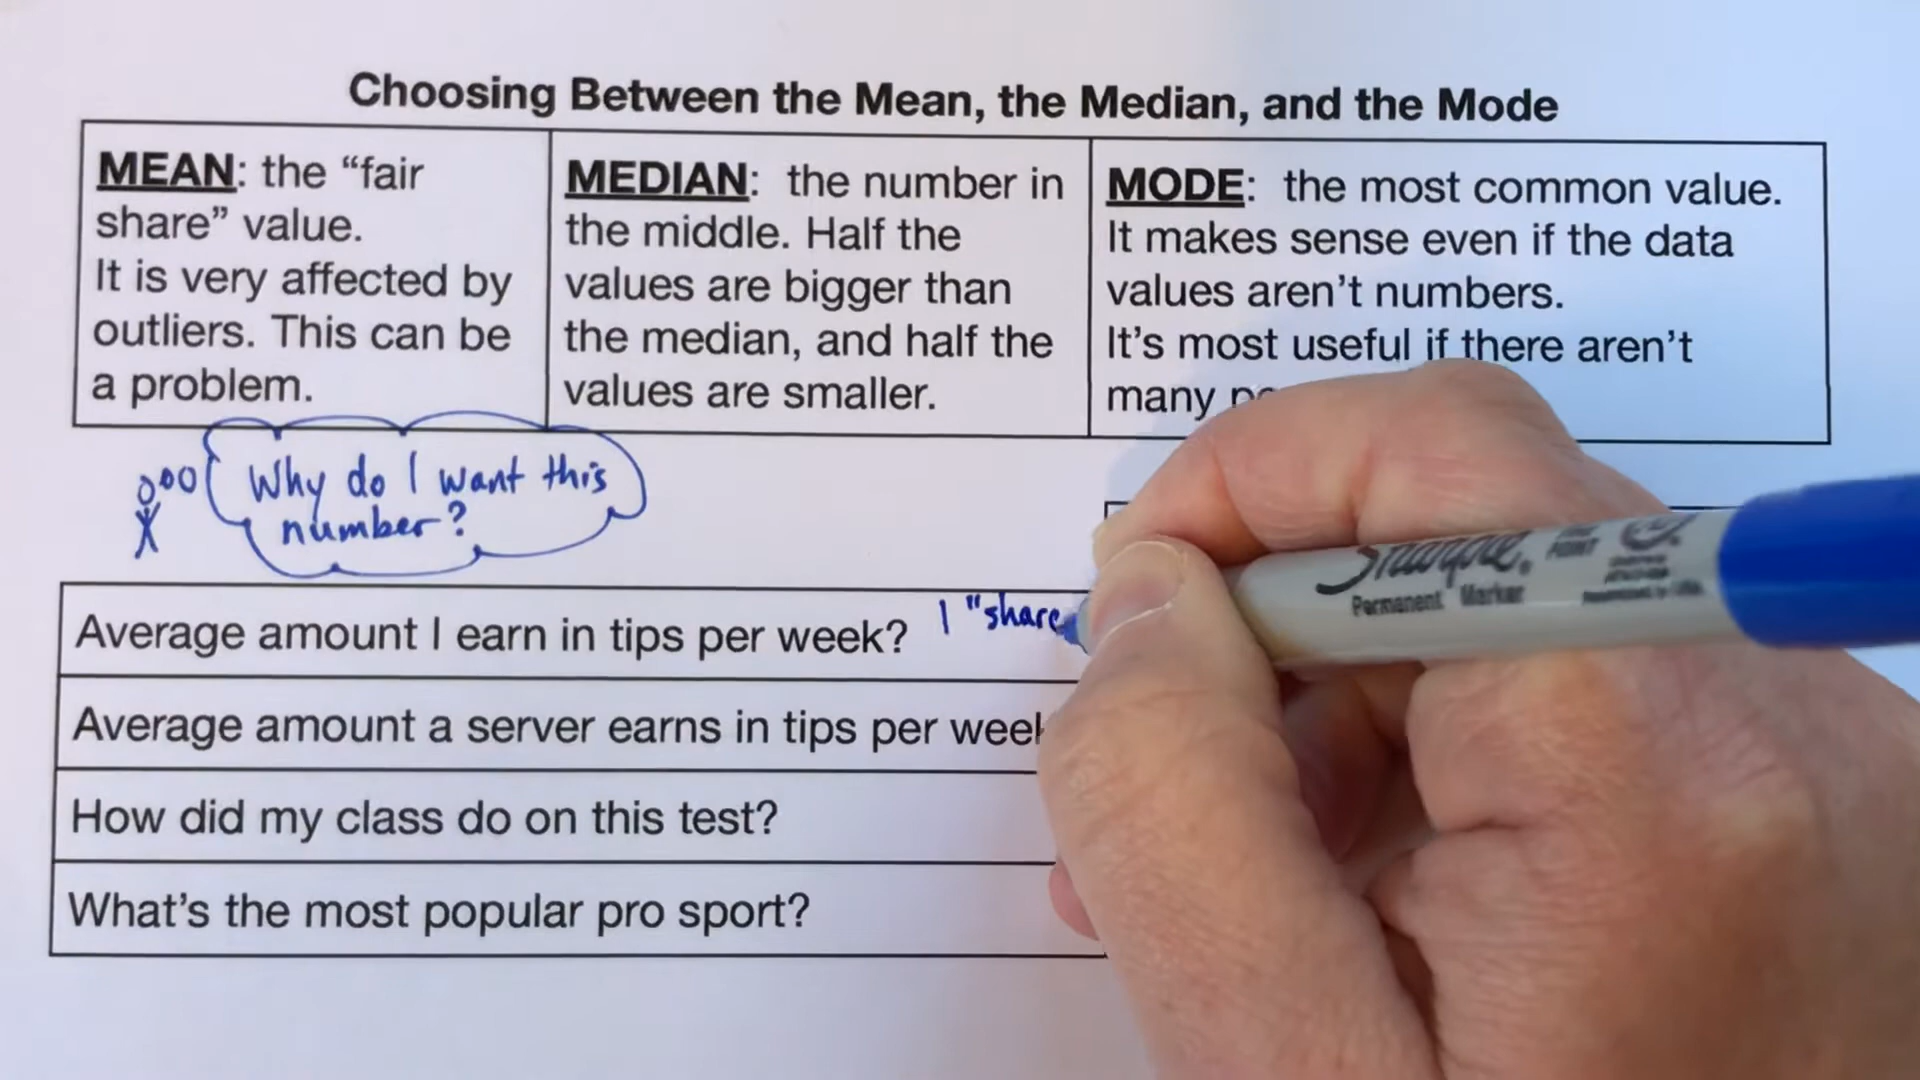 Choosing Between the Mean, the Median, and the Mode
MEAN: the “fair
share” value.
It is very affected by
outliers. This can be
a problem.
MEDIAN: the number in
the middle. Half the
values are bigger than
the median, and half the
values are smaller.
MODE: the most common value.
It makes sense even if the data
values aren’t numbers.
It’s most useful if there aren’t
many
Why do I want this
number?
Average amount I earn in tips per week?
I "share
Average amount a server earns in tips per week
How did my class do on this test?
What’s the most popular pro sport?
Sharpie.
Permanent Marker